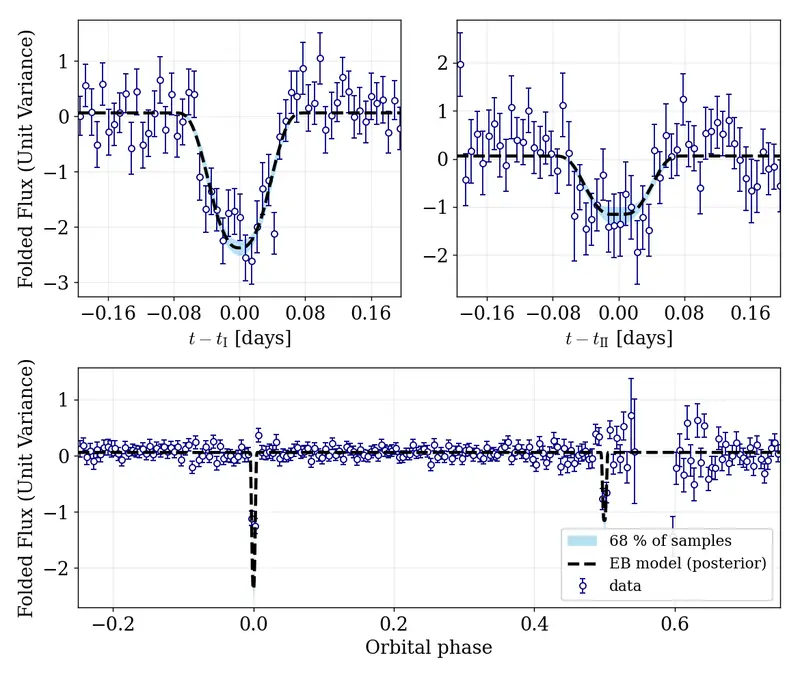 Folded Flux (Unit Variance)
1
0
−1
−2
−3
−0.16 −0.08 0.00 0.08 0.16
t − t_I [days]
2
1
0
−1
−2
−0.16 −0.08 0.00 0.08 0.16
t − t_II [days]
Folded Flux (Unit Variance)
1
0
−1
−2
−0.2 0.0 0.2 0.4 0.6
Orbital phase
68 % of samples
EB model (posterior)
data